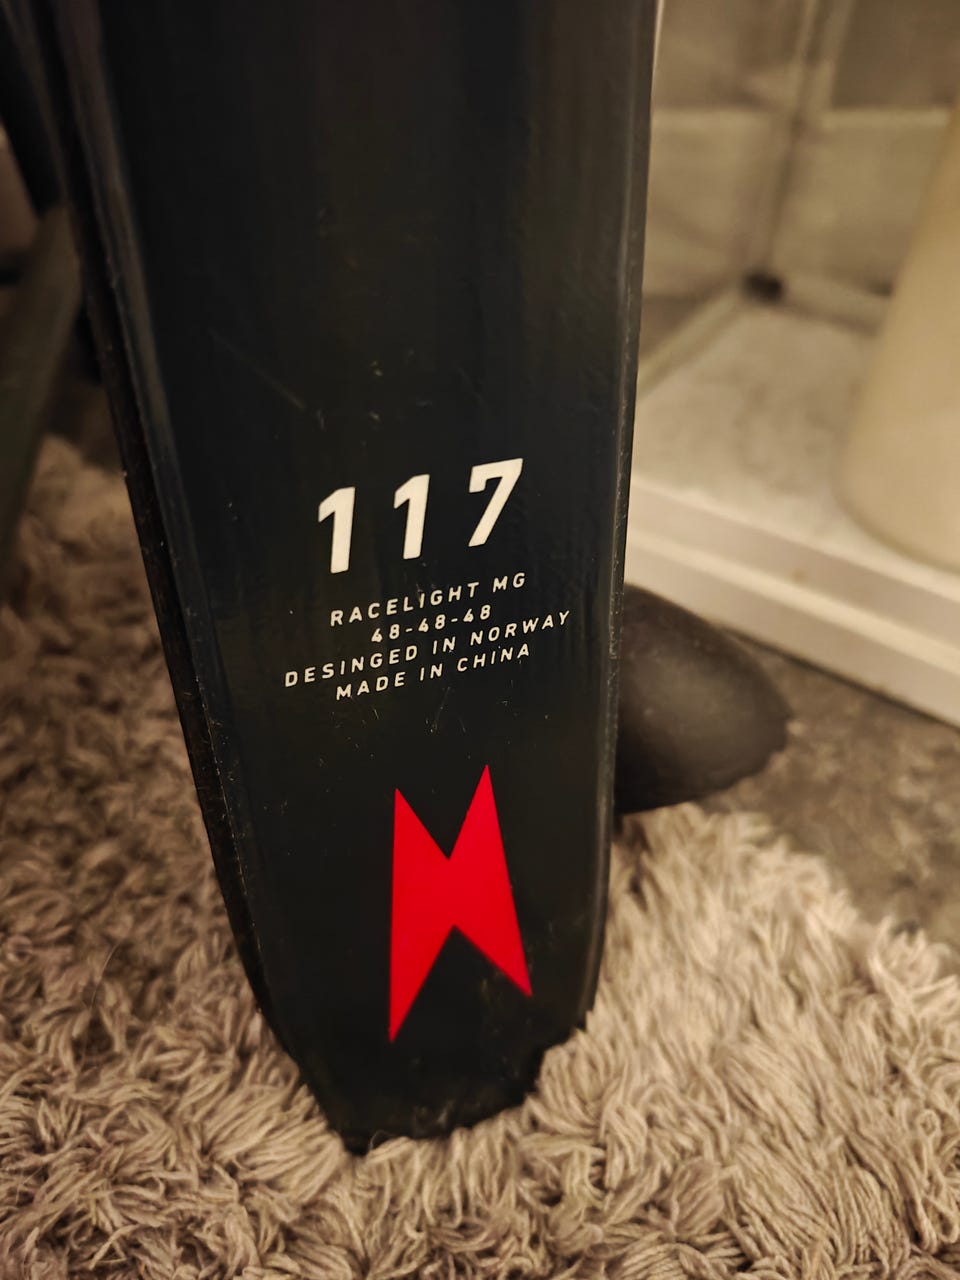 117
RACELIGHT MG
48-48-48
DESINGED IN NORWAY
MADE IN CHINA